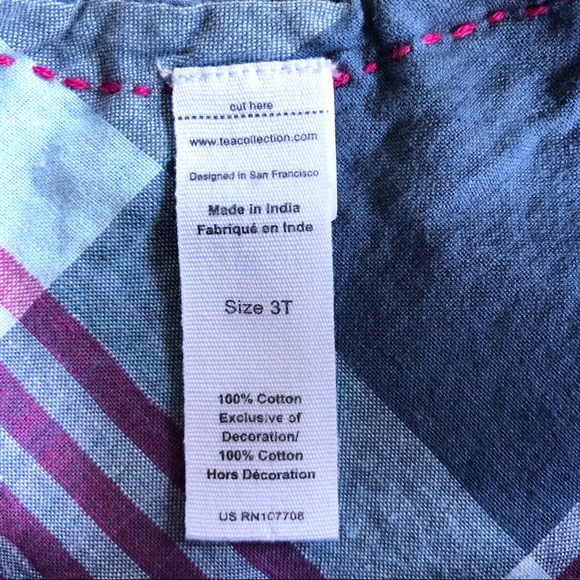 cut here
www.teacollection.com
Designed in San Francisco
Made in India
Fabriqué en Inde
Size 3T
100% Cotton
Exclusive of
Decoration/
100% Cotton
Hors Décoration
US RN107708